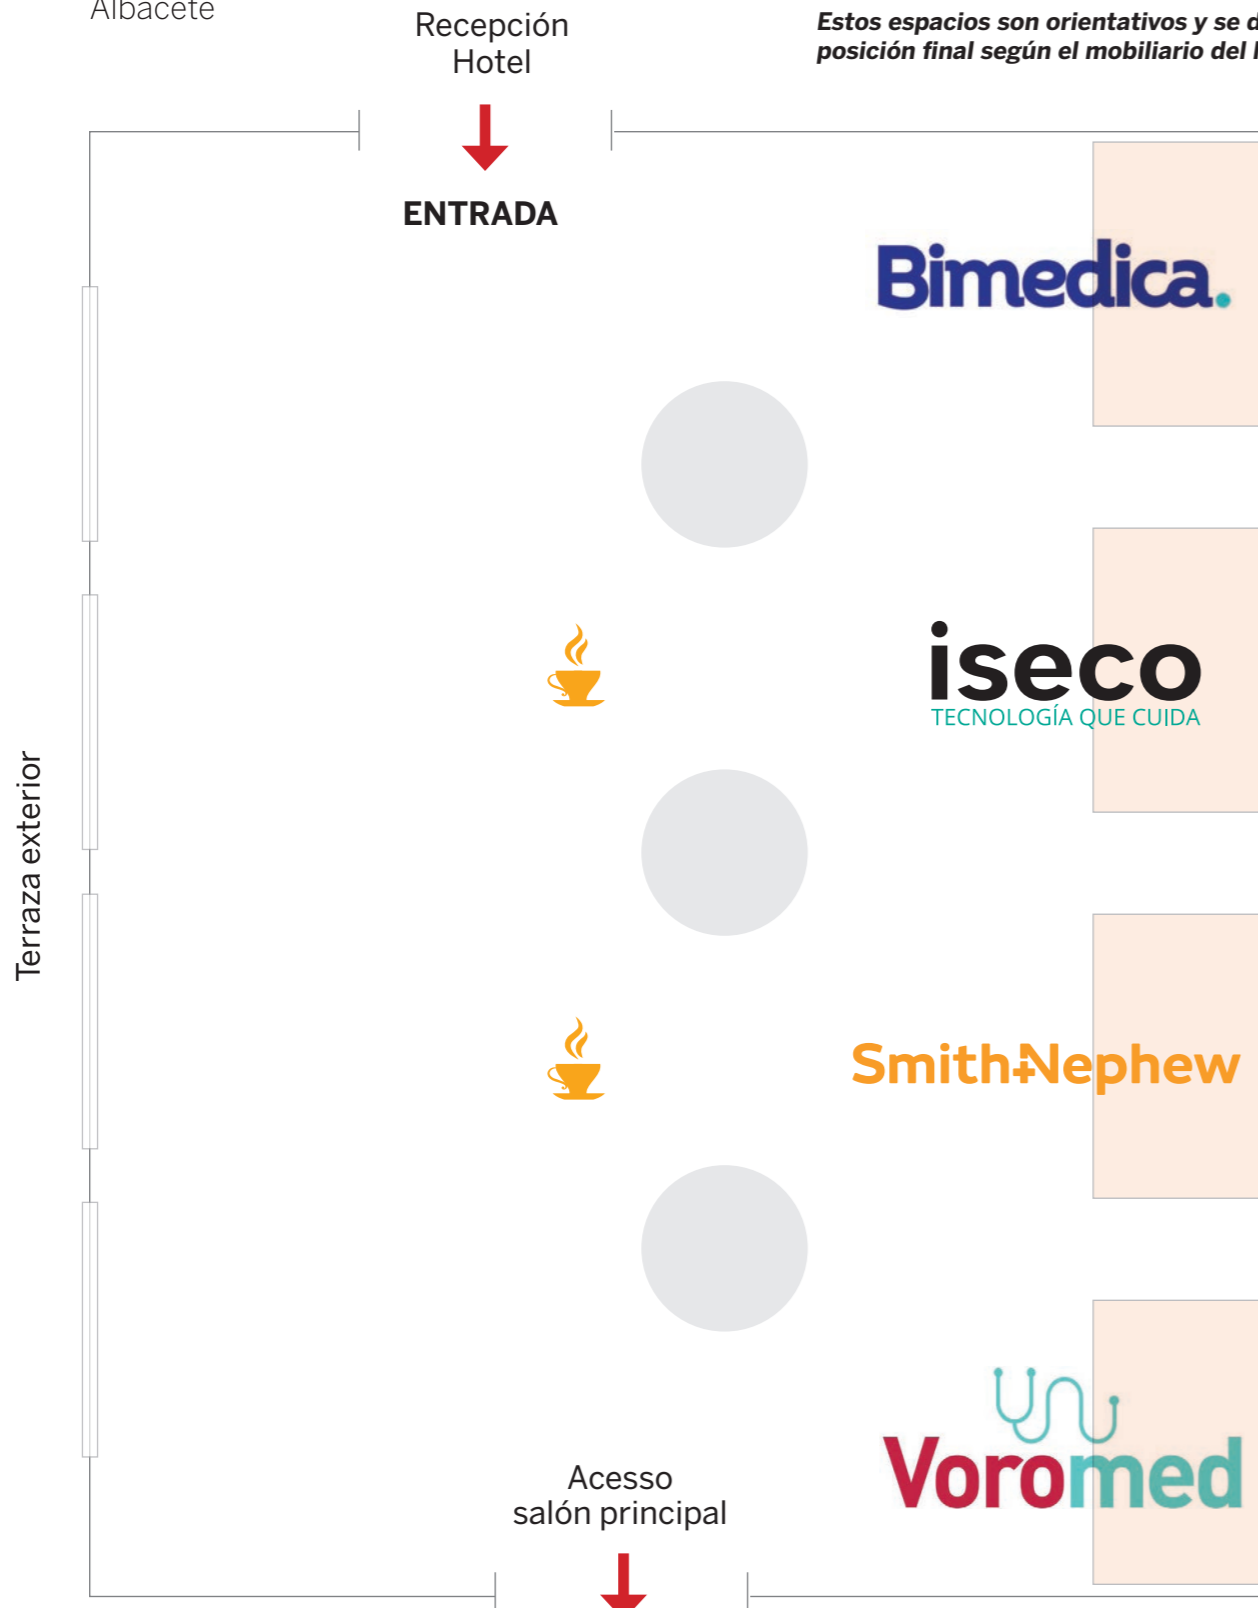 Albacete
Recepción
Hotel
Estos espacios son orientativos y se
posición final según el mobiliario del
ENTRADA
Bimedica.
iseco
TECNOLOGÍA QUE CUIDA
Terraza exterior
Smith+Nephew
Voromed
Acesso
salón principal